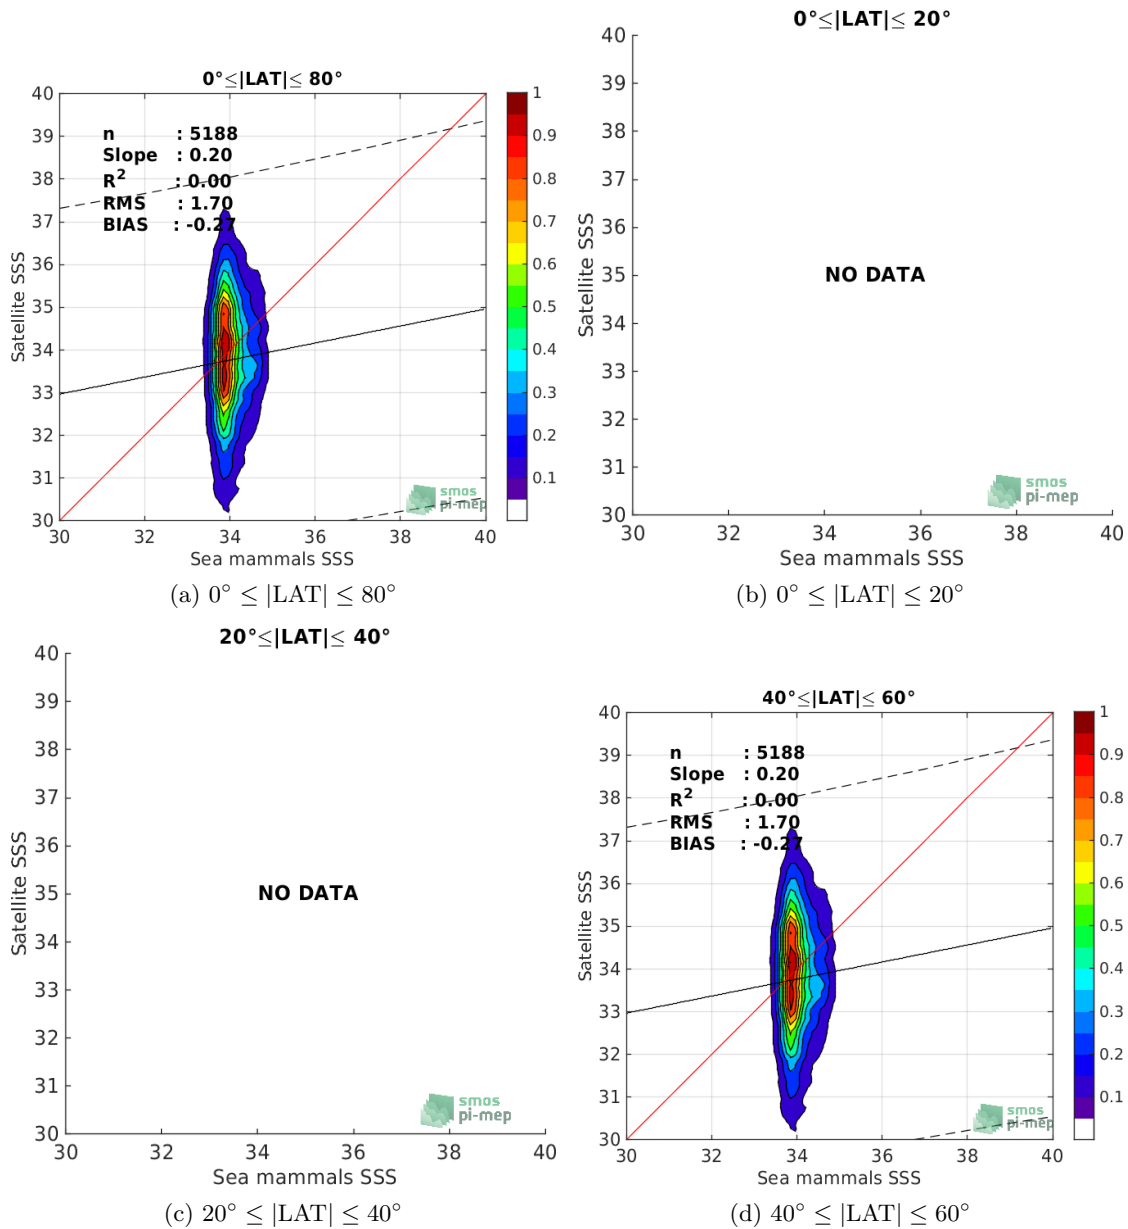 0°≤|LAT|≤ 80°
n : 5188
Slope : 0.20
R² : 0.00
RMS : 1.70
BIAS : -0.27
40
39
38
37
36
35
34
33
32
31
30
Satellite SSS
30 32 34 36 38 40
Sea mammals SSS
1
0.9
0.8
0.7
0.6
0.5
0.4
0.3
0.2
0.1
smos
pi-mep
(a) 0° ≤ |LAT| ≤ 80°
0°≤|LAT|≤ 20°
40
39
38
37
36
35
34
33
32
31
30
Satellite SSS
NO DATA
smos
pi-mep
30 32 34 36 38 40
Sea mammals SSS
(b) 0° ≤ |LAT| ≤ 20°
20°≤|LAT|≤ 40°
40
39
38
37
36
35
34
33
32
31
30
Satellite SSS
NO DATA
smos
pi-mep
30 32 34 36 38 40
Sea mammals SSS
(c) 20° ≤ |LAT| ≤ 40°
40°≤|LAT|≤ 60°
n : 5188
Slope : 0.20
R² : 0.00
RMS : 1.70
BIAS : -0.27
40
39
38
37
36
35
34
33
32
31
30
Satellite SSS
30 32 34 36 38 40
Sea mammals SSS
1
0.9
0.8
0.7
0.6
0.5
0.4
0.3
0.2
0.1
smos
pi-mep
(d) 40° ≤ |LAT| ≤ 60°